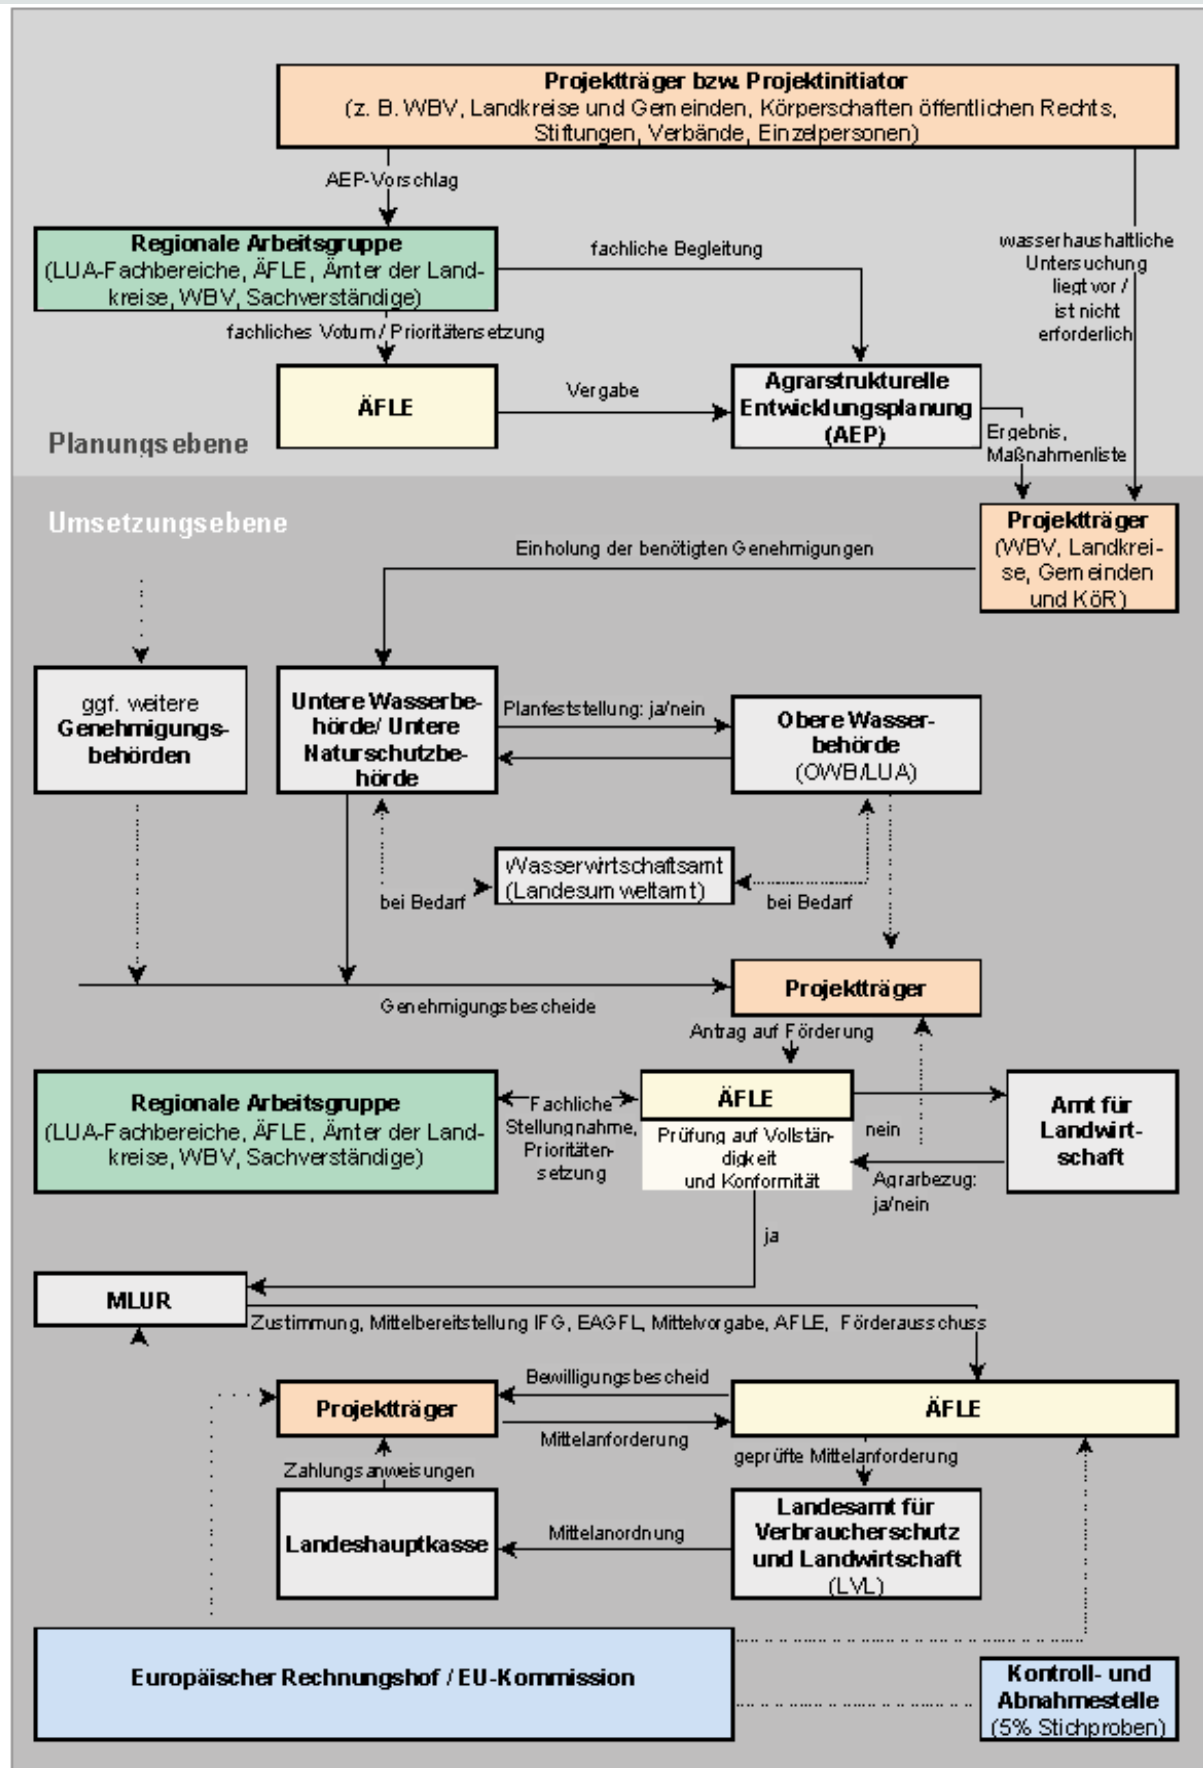 Projektträger bzw. Projektinitiator
(z. B. WBV, Landkreise und Gemeinden, Körperschaften öffentlichen Rechts,
Stiftungen, Verbände, Einzelpersonen)
AEP-Vorschlag
Regionale Arbeitsgruppe
(LUA-Fachbereiche, ÄFLE, Ämter der Land-
kreise, WBV, Sachverständige)
fachliche Begleitung
wasserhaushaltliche
Untersuchung
liegt vor /
ist nicht
erforderlich
fachliches Votum / Prioritätensetzung
ÄFLE
Vergabe
Agrarstrukturelle
Entwicklungsplanung
(AEP)
Ergebnis,
Maßnahmenliste
Planungsebene
Umsetzungsebene
Projektträger
(WBV, Landkrei-
se, Gemeinden
und KöR)
Einholung der benötigten Genehmigungen
ggf. weitere
Genehmigungs-
behörden
Untere Wasserbe-
hörde/ Untere
Naturschutzbe-
hörde
Planfeststellung: ja/nein
Obere Wasser-
behörde
(OWB/LUA)
Wasserwirtschaftsamt
(Landesumweltamt)
bei Bedarf
bei Bedarf
Projektträger
Genehmigungsbescheide
Antrag auf Förderung
Regionale Arbeitsgruppe
(LUA-Fachbereiche, ÄFLE, Ämter der Land-
kreise, WBV, Sachverständige)
Fachliche
Stellungnahme,
Prioritäten-
setzung
ÄFLE
Prüfung auf Vollstän-
digkeit
und Konformität
nein
Agrarbezug:
ja/nein
Amt für
Landwirt-
schaft
ja
MLUR
Zustimmung, Mittelbereitstellung IFG, EAGFL, Mittelvorgabe, AFLE, Förderausschuss
Projektträger
Bewilligungsbescheid
Mittelanforderung
ÄFLE
Zahlungsanweisungen
geprüfte Mittelanforderung
Landeshauptkasse
Mittelanordnung
Landesamt für
Verbraucherschutz
und Landwirtschaft
(LVL)
Europäischer Rechnungshof / EU-Kommission
Kontroll- und
Abnahmestelle
(5% Stichproben)